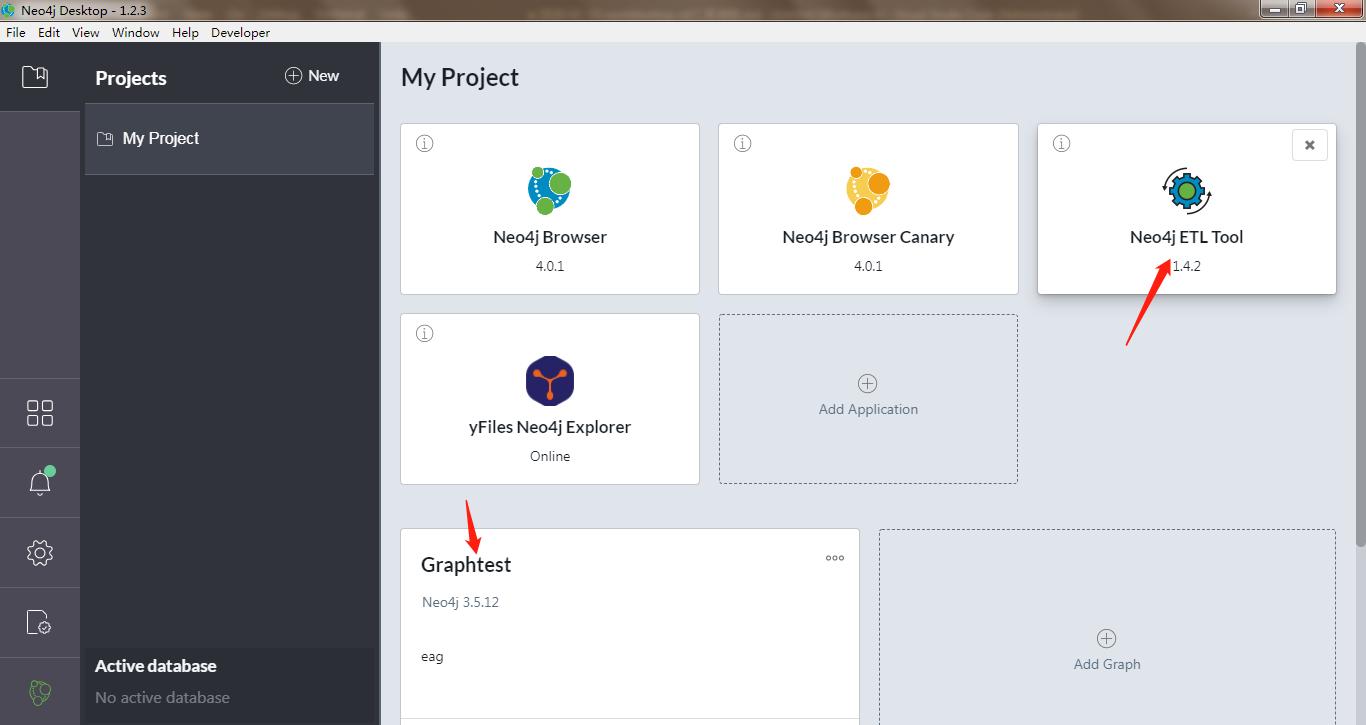 Neo4j Desktop - 1.2.3
File Edit View Window Help Developer
Projects
New
My Project
Active database
No active database
My Project
Neo4j Browser
4.0.1
Neo4j Browser Canary
4.0.1
Neo4j ETL Tool
1.4.2
yFiles Neo4j Explorer
Online
Add Application
Graphtest
Neo4j 3.5.12
eag
Add Graph